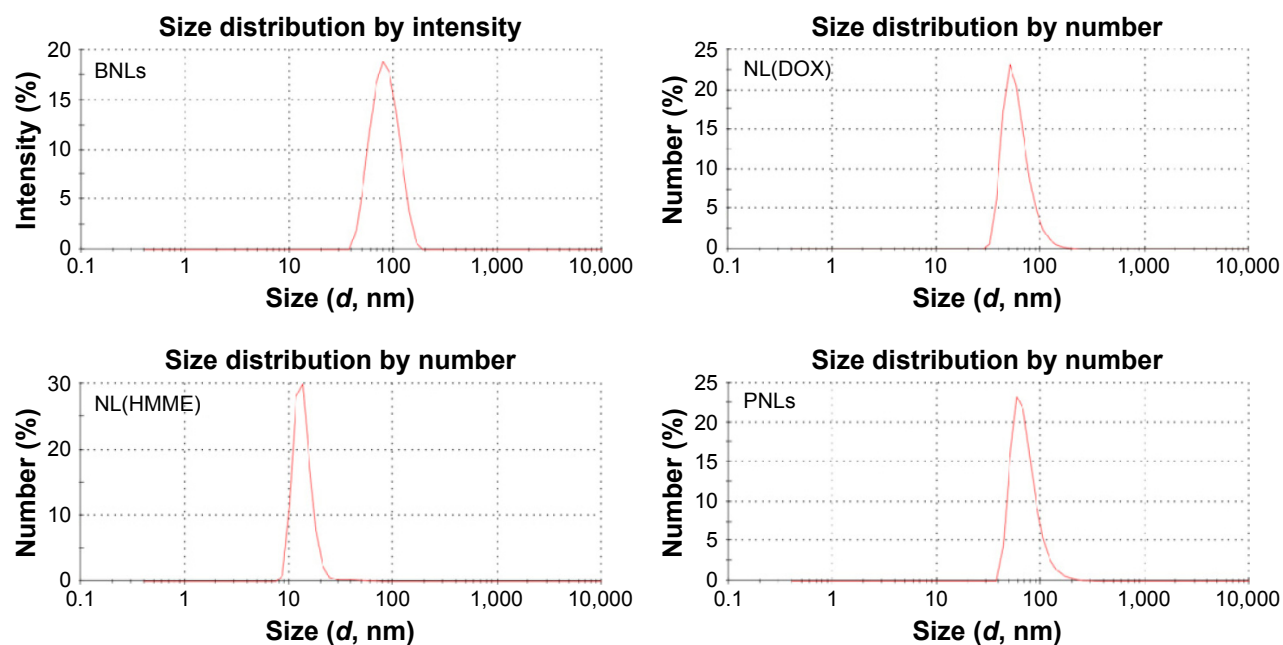 Size distribution by intensity
BNLs
Intensity (%)
20
15
10
5
0
0.1 1 10 100 1,000 10,000
Size (d, nm)
Size distribution by number
NL(DOX)
Number (%)
25
20
15
10
5
0
0.1 1 10 100 1,000 10,000
Size (d, nm)
Size distribution by number
NL(HMME)
Number (%)
30
20
10
0
0.1 1 10 100 1,000 10,000
Size (d, nm)
Size distribution by number
PNLs
Number (%)
25
20
15
10
5
0
0.1 1 10 100 1,000 10,000
Size (d, nm)